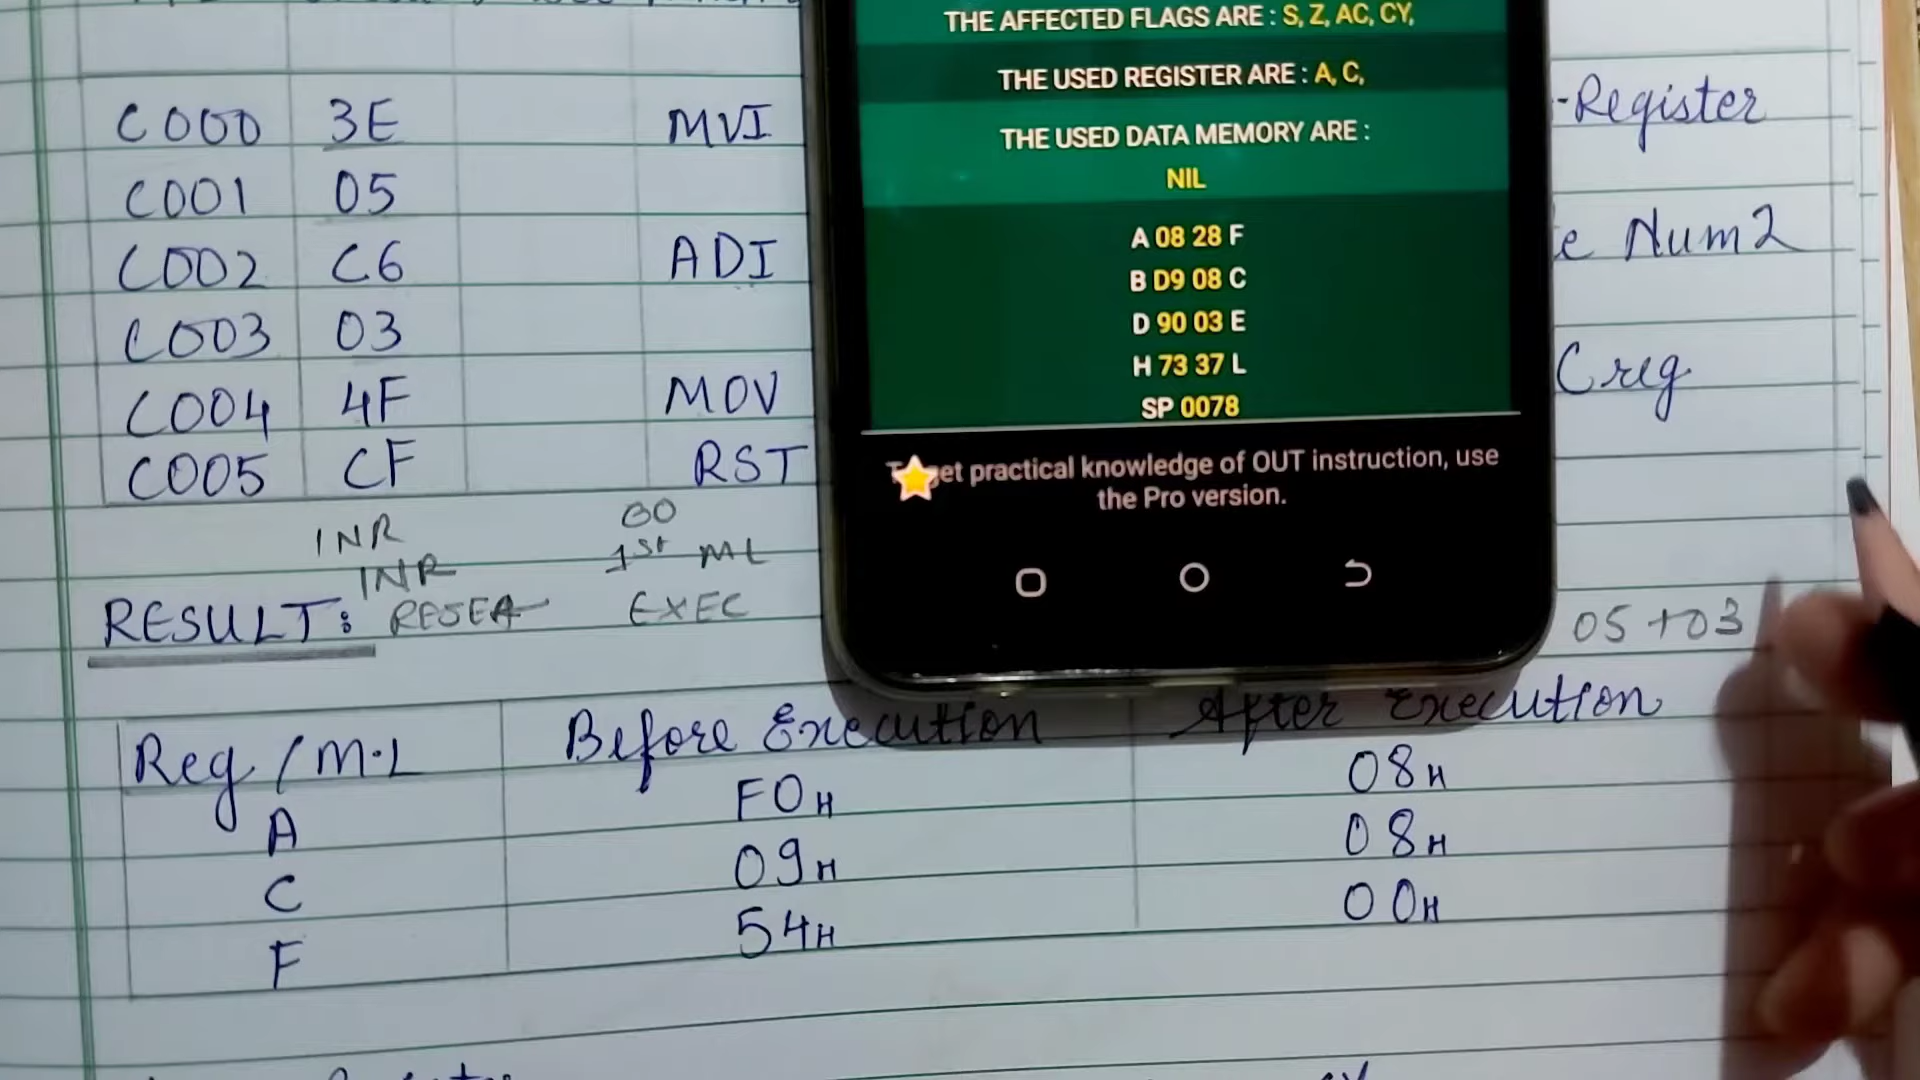 THE AFFECTED FLAGS ARE : S, Z, AC, CY,
THE USED REGISTER ARE : A, C,
THE USED DATA MEMORY ARE :
NIL
A 08 28 F
B D9 08 C
D 90 03 E
H 73 37 L
SP 0078
get practical knowledge of OUT instruction, use
the Pro version.
C000 3E MVI -Register
C001 05
C002 C6 ADI Num2
C003 03
C004 4F MOV C reg
C005 CF RST
INR GO
INR 1st ML
RESULT: EXEC 05+03
Reg / M.L Before Execution After Execution
A F0H 08H
C 09H 08H
F 54H 00H